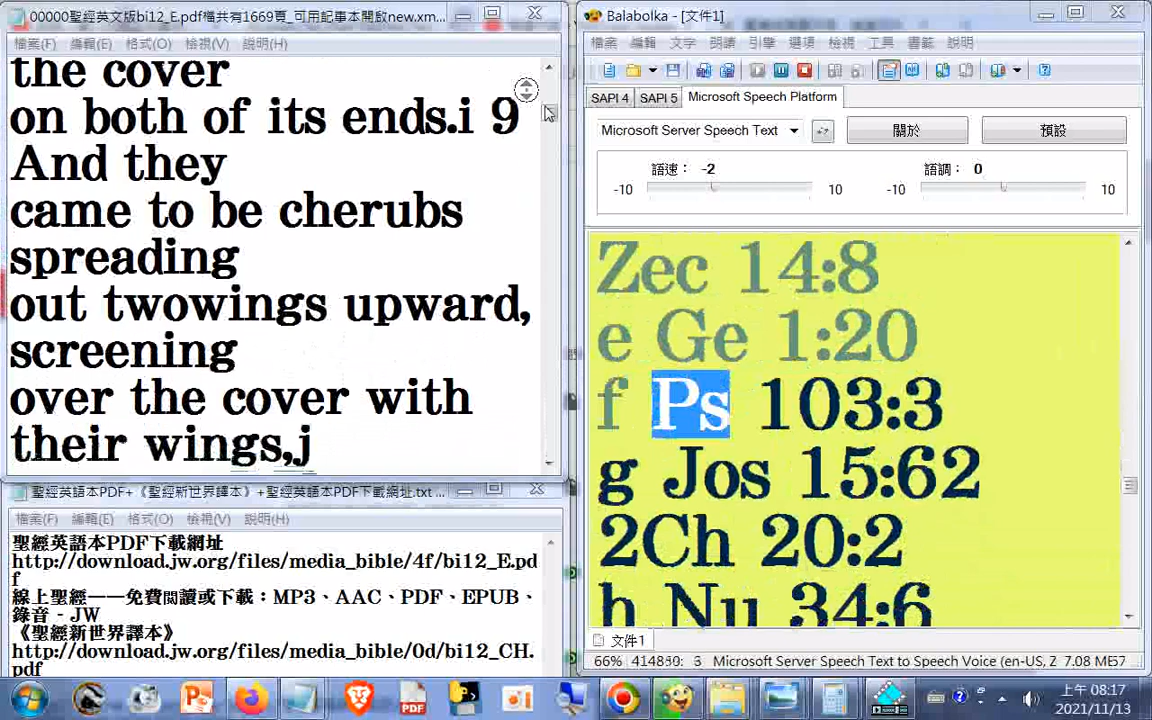 00000聖經英文版bi12_E.pdf檔共有1669頁_可用記事本開啟new.xm...
檔案(F) 編輯(E) 格式(O) 檢視(V) 說明(H)
the cover
on both of its ends.i 9
And they
came to be cherubs
spreading
out twowings upward,
screening
over the cover with
their wings,j
聖經英語本PDF+《聖經新世界譯本》+聖經英語本PDF下載網址.txt ...
檔案(F) 編輯(E) 格式(O) 檢視(V) 說明(H)
聖經英語本PDF下載網址
http://download.jw.org/files/media_bible/4f/bi12_E.pd
f
線上聖經——免費閱讀或下載：MP3、AAC、PDF、EPUB、
錄音 - JW
《聖經新世界譯本》
http://download.jw.org/files/media_bible/0d/bi12_CH.
pdf
Balabolka - [文件1]
檔案 編輯 文字 朗讀 引擎 選項 檢視 工具 書籤 說明
SAPI 4 SAPI 5 Microsoft Speech Platform
Microsoft Server Speech Text 關於 預設
語速： -2 語調： 0
-10 10 -10 10
Zec 14:8
e Ge 1:20
f Ps 103:3
g Jos 15:62
2Ch 20:2
h Nu 34:6
文件1
66% Microsoft Server Speech Text to Speech Voice (en-US, Z 7.08 ME
上午 08:17
2021/11/13